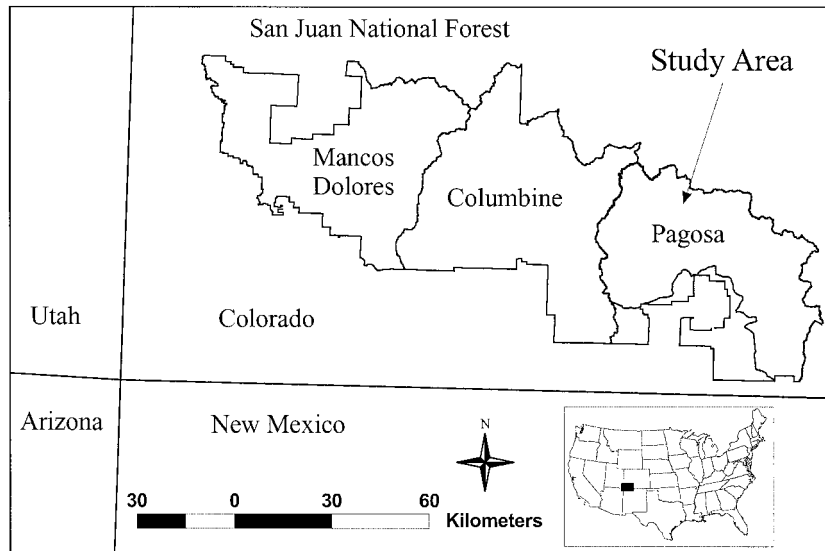 San Juan National Forest
Study Area
Mancos
Dolores
Columbine
Pagosa
Utah
Colorado
Arizona
New Mexico
N
30 0 30 60
Kilometers